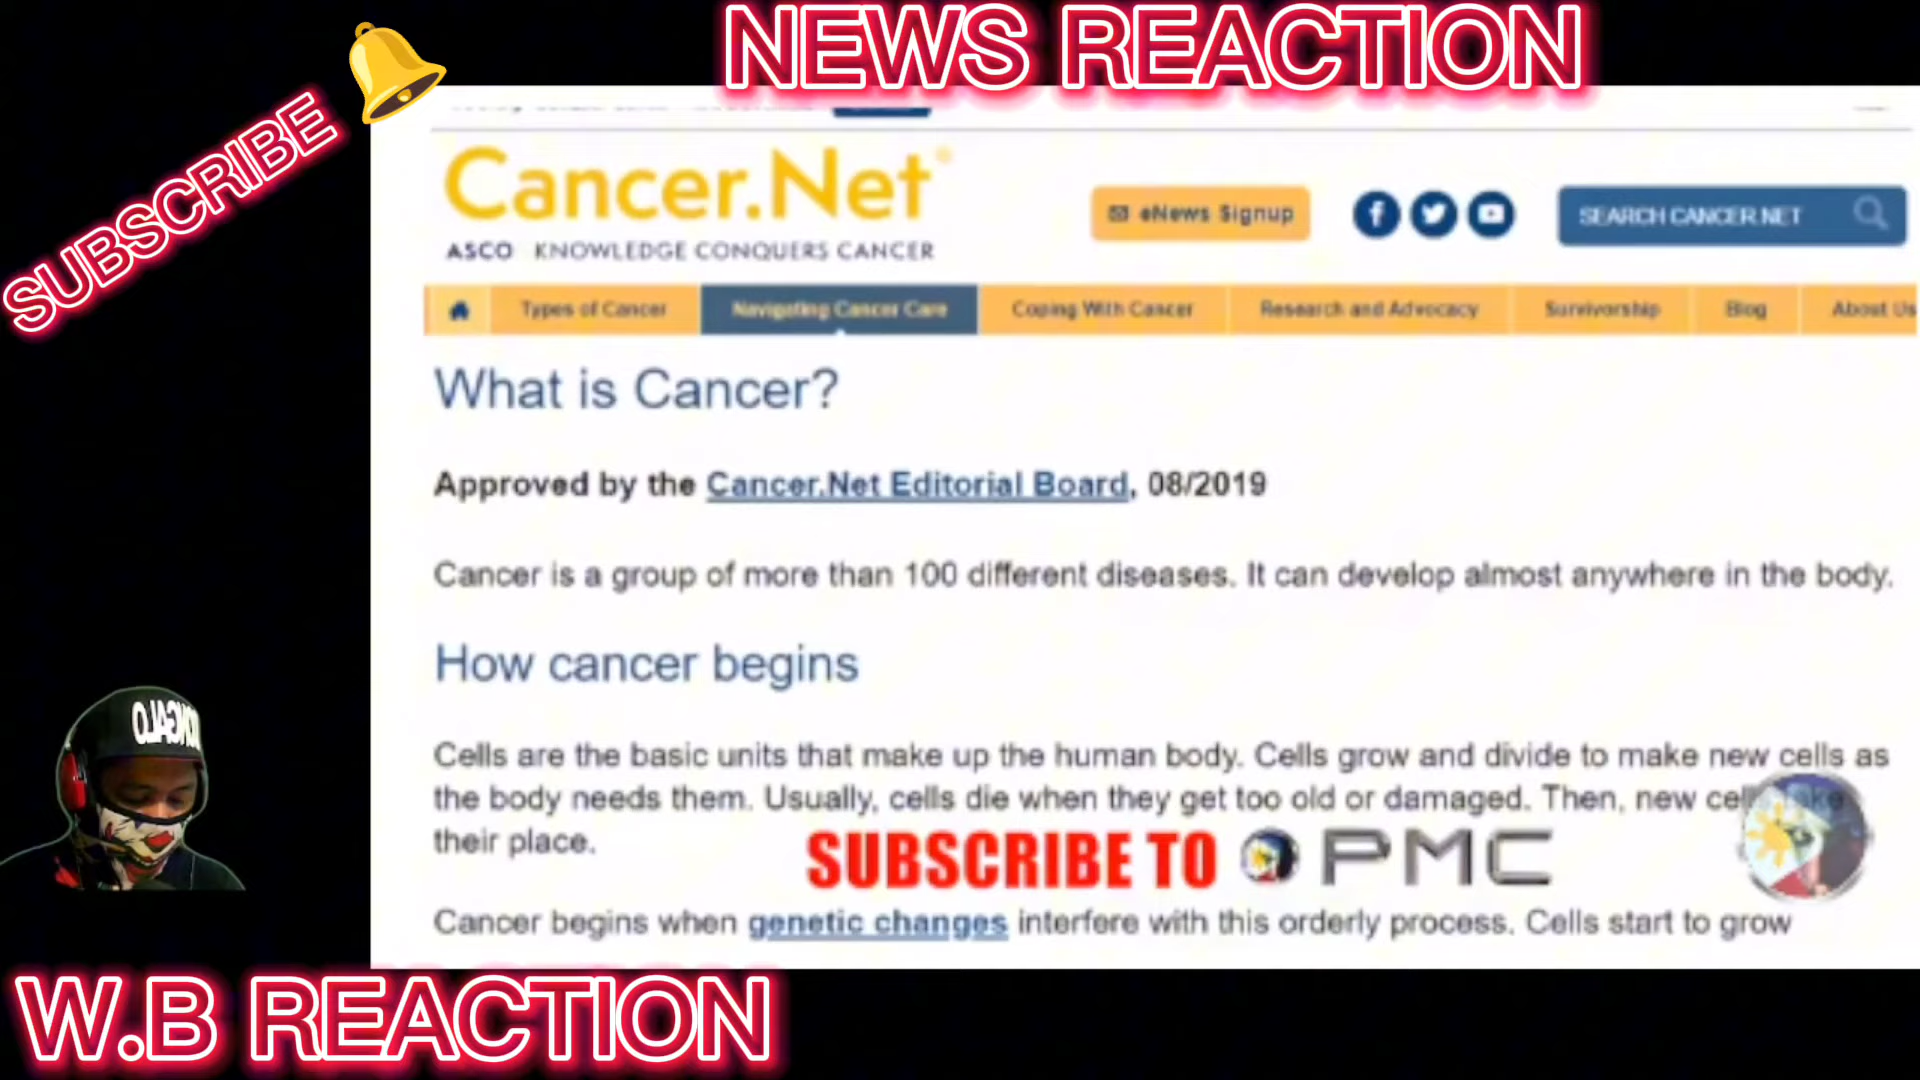 NEWS REACTION
SUBSCRIBE
Cancer.Net
ASCO KNOWLEDGE CONQUERS CANCER
eNews Signup
SEARCH CANCER.NET
Types of Cancer
Navigating Cancer Care
Coping With Cancer
Research and Advocacy
Survivorship
Blog
About Us
What is Cancer?
Approved by the Cancer.Net Editorial Board, 08/2019
Cancer is a group of more than 100 different diseases. It can develop almost anywhere in the body.
How cancer begins
Cells are the basic units that make up the human body. Cells grow and divide to make new cells as
the body needs them. Usually, cells die when they get too old or damaged. Then, new
their place.
SUBSCRIBE TO PMC
Cancer begins when genetic changes interfere with this orderly process. Cells start to grow
W.B REACTION